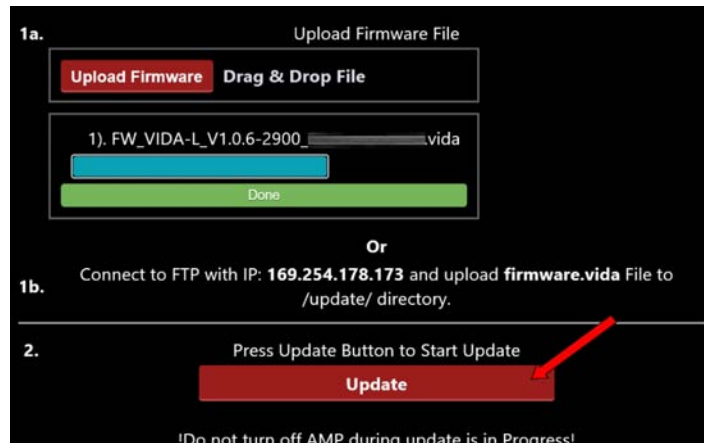 1a. Upload Firmware File
Upload Firmware Drag & Drop File
1). FW_VIDA-L_V1.0.6-2900_ .vida
Done
Or
1b. Connect to FTP with IP: 169.254.178.173 and upload firmware.vida File to
/update/ directory.
2. Press Update Button to Start Update
Update
!Do not turn off AMP during update is in Progress!